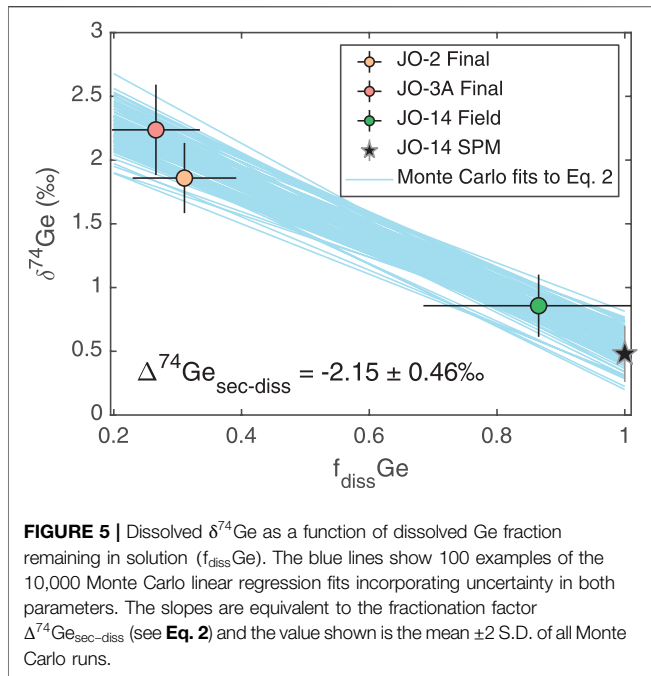 3
2.5
2
1.5
1
0.5
0
δ⁷⁴Ge (‰)
JO-2 Final
JO-3A Final
JO-14 Field
JO-14 SPM
Monte Carlo fits to Eq. 2
Δ⁷⁴Ge_sec-diss = -2.15 ± 0.46‰
0.2 0.4 0.6 0.8 1
f_diss Ge
FIGURE 5 | Dissolved δ⁷⁴Ge as a function of dissolved Ge fraction
remaining in solution (f_dissGe). The blue lines show 100 examples of the
10,000 Monte Carlo linear regression fits incorporating uncertainty in both
parameters. The slopes are equivalent to the fractionation factor
Δ⁷⁴Ge_sec–diss (see Eq. 2) and the value shown is the mean ±2 S.D. of all Monte
Carlo runs.